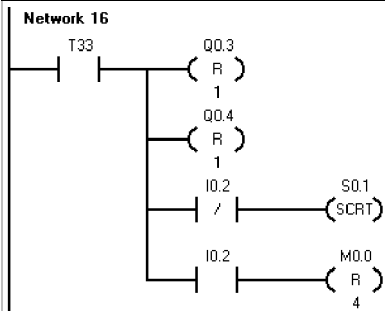 Network 16
T33 Q0.3
R
1
Q0.4
R
1
I0.2 S0.1
/ SCRT
I0.2 M0.0
R
4